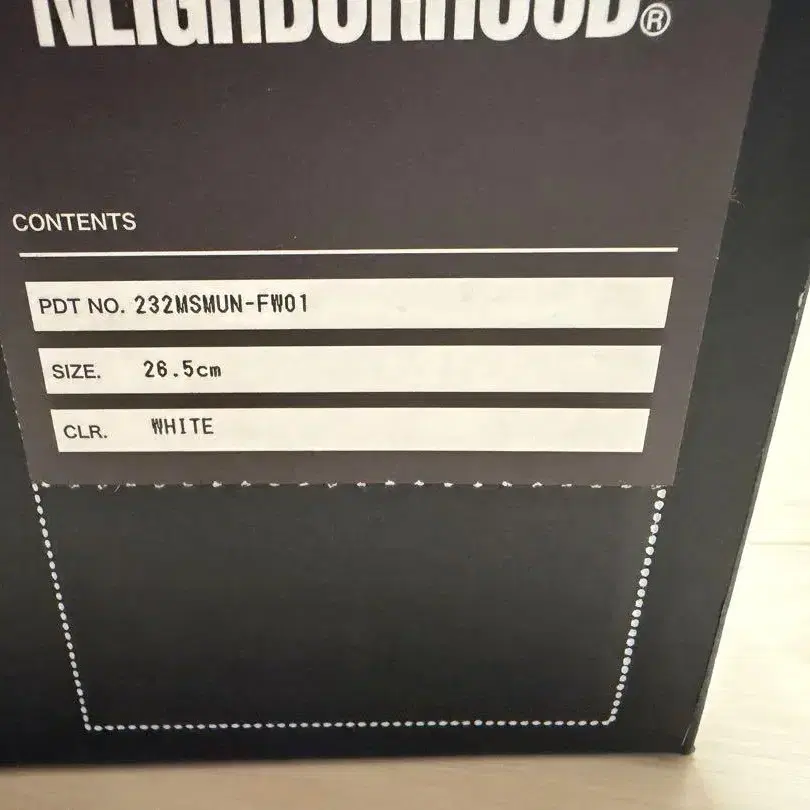 NEIGHBORHOOD®
CONTENTS
PDT NO. 232MSMUN-FW01
SIZE. 26.5cm
CLR. WHITE